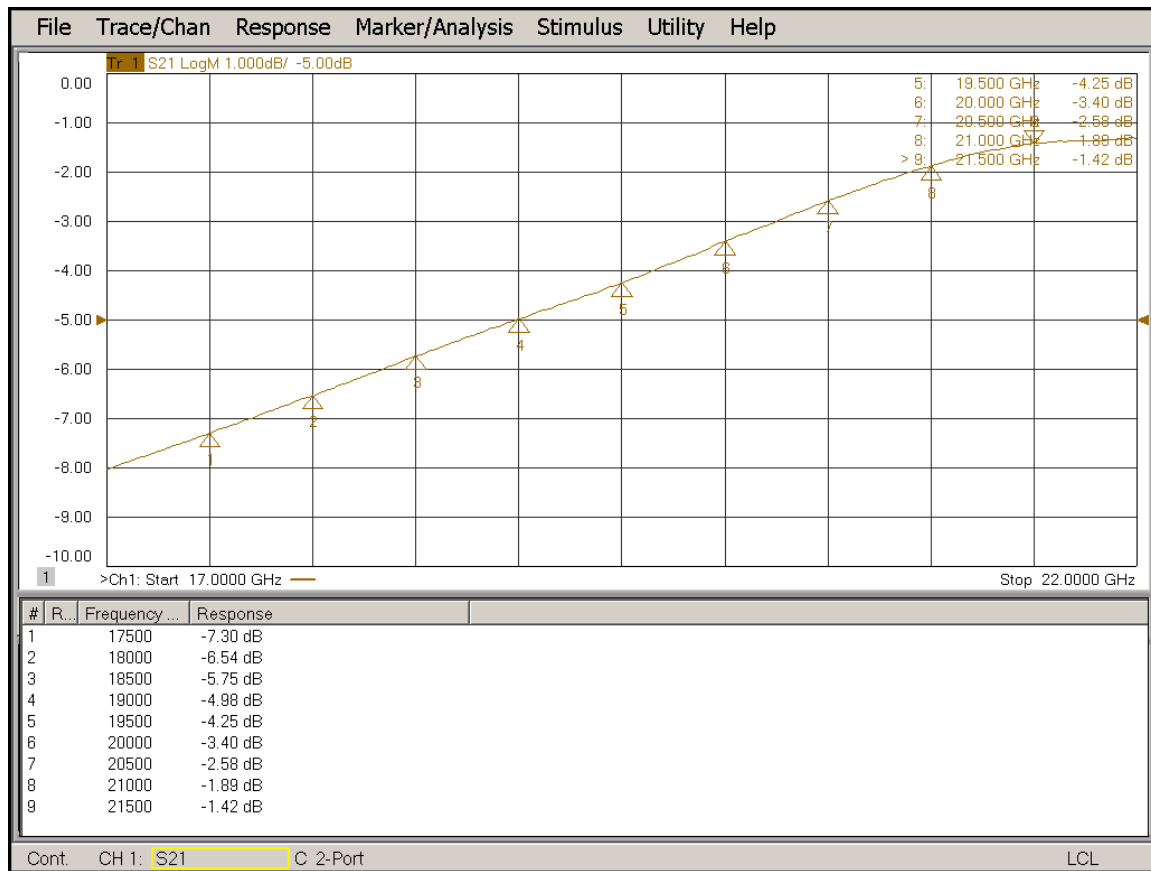 File Trace/Chan Response Marker/Analysis Stimulus Utility Help
Tr 1 S21 LogM 1.000dB/ -5.00dB
0.00
-1.00
-2.00
-3.00
-4.00
-5.00
-6.00
-7.00
-8.00
-9.00
-10.00
5: 19.500 GHz -4.25 dB
6: 20.000 GHz -3.40 dB
7: 20.500 GHz -2.58 dB
8: 21.000 GHz -1.89 dB
> 9: 21.500 GHz -1.42 dB
1
2
3
4
5
6
7
8
9
1 >Ch1: Start 17.0000 GHz Stop 22.0000 GHz
# R... Frequency ... Response
1 17500 -7.30 dB
2 18000 -6.54 dB
3 18500 -5.75 dB
4 19000 -4.98 dB
5 19500 -4.25 dB
6 20000 -3.40 dB
7 20500 -2.58 dB
8 21000 -1.89 dB
9 21500 -1.42 dB
Cont. CH 1: S21 C 2-Port LCL